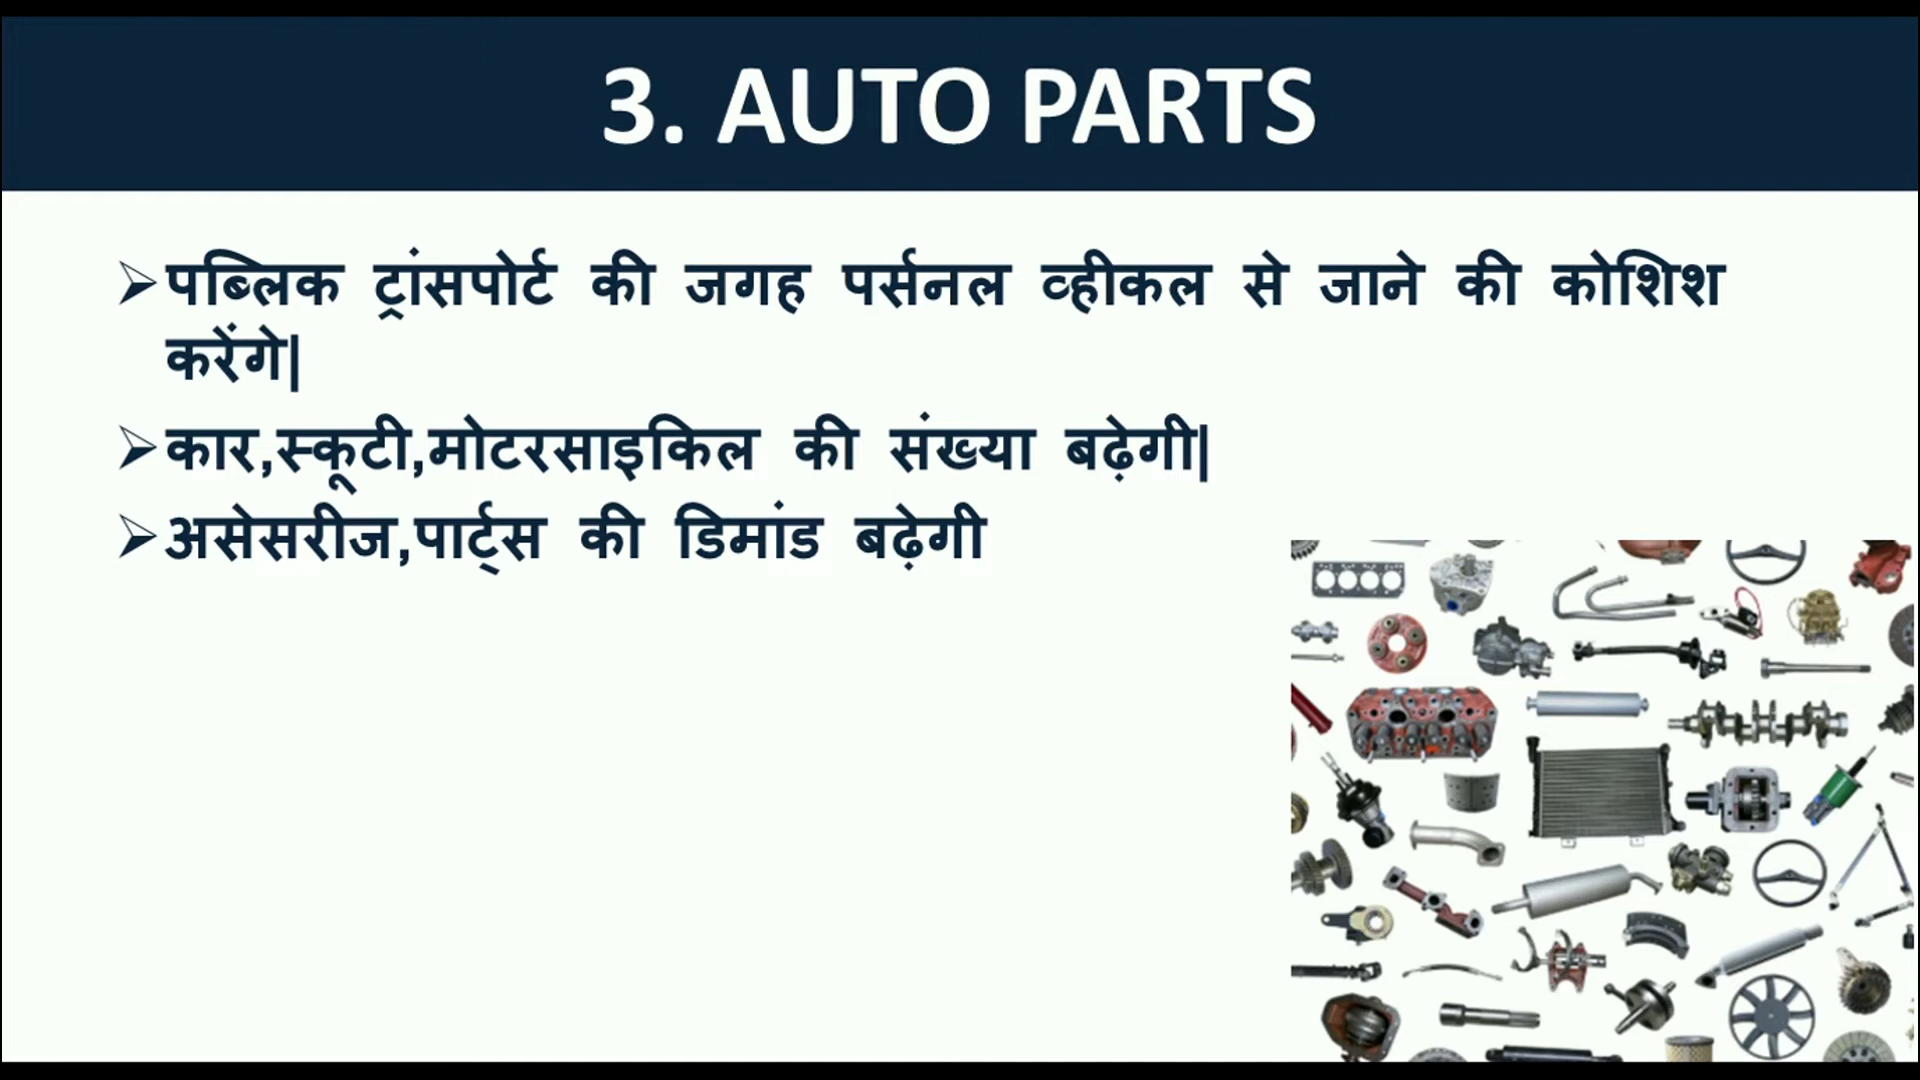 3. AUTO PARTS
➢पब्लिक ट्रांसपोर्ट की जगह पर्सनल व्हीकल से जाने की कोशिश
करेंगे|
➢कार,स्कूटी,मोटरसाइकिल की संख्या बढ़ेगी|
➢असेसरीज,पार्ट्स की डिमांड बढ़ेगी